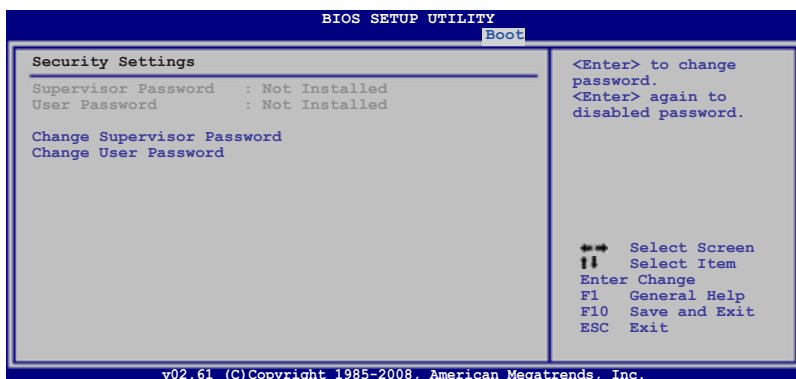 BIOS SETUP UTILITY
Boot
Security Settings
Supervisor Password : Not Installed
User Password : Not Installed
Change Supervisor Password
Change User Password
<Enter> to change
password.
<Enter> again to
disabled password.
Select Screen
Select Item
Enter Change
F1 General Help
F10 Save and Exit
ESC Exit
v02.61 (C)Copyright 1985-2008, American Megatrends, Inc.